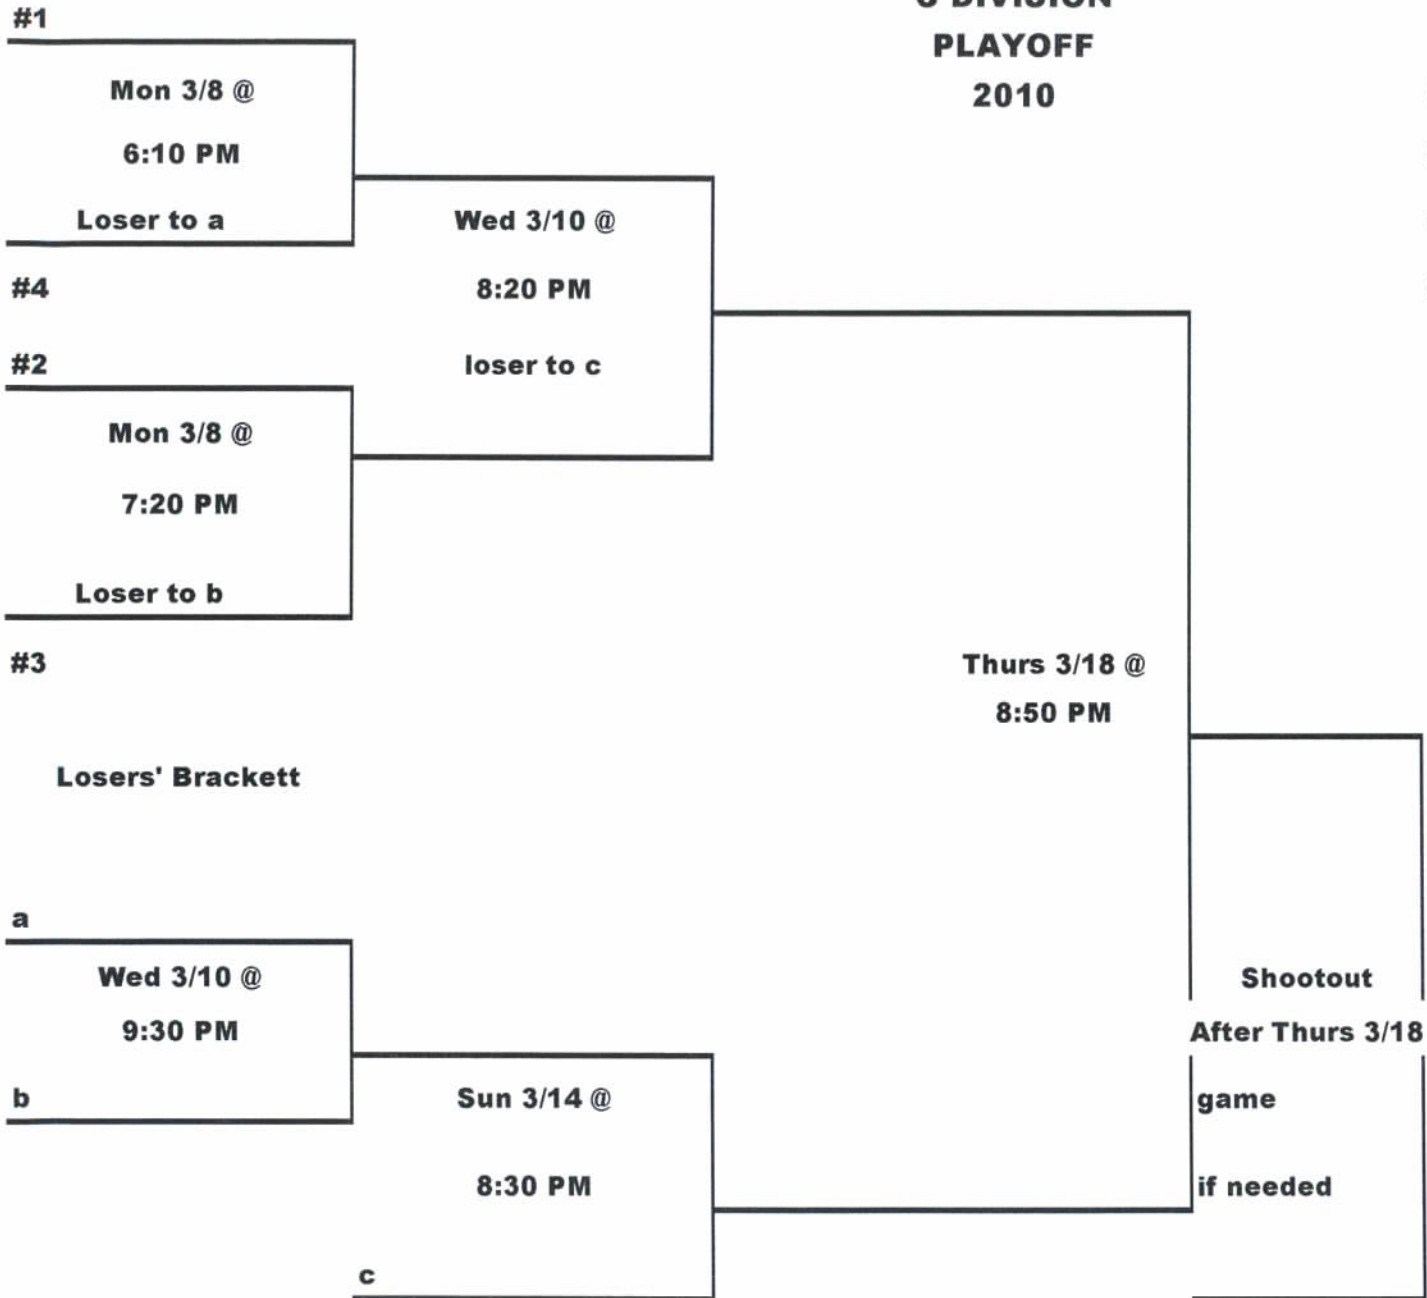 DIVISION
PLAYOFF
2010
#1
Mon 3/8 @
6:10 PM
Loser to a
#4
Wed 3/10 @
8:20 PM
loser to c
#2
Mon 3/8 @
7:20 PM
Loser to b
#3
Thurs 3/18 @
8:50 PM
Losers' Brackett
a
Wed 3/10 @
9:30 PM
b
Sun 3/14 @
8:30 PM
c
Shootout
After Thurs 3/18
game
if needed